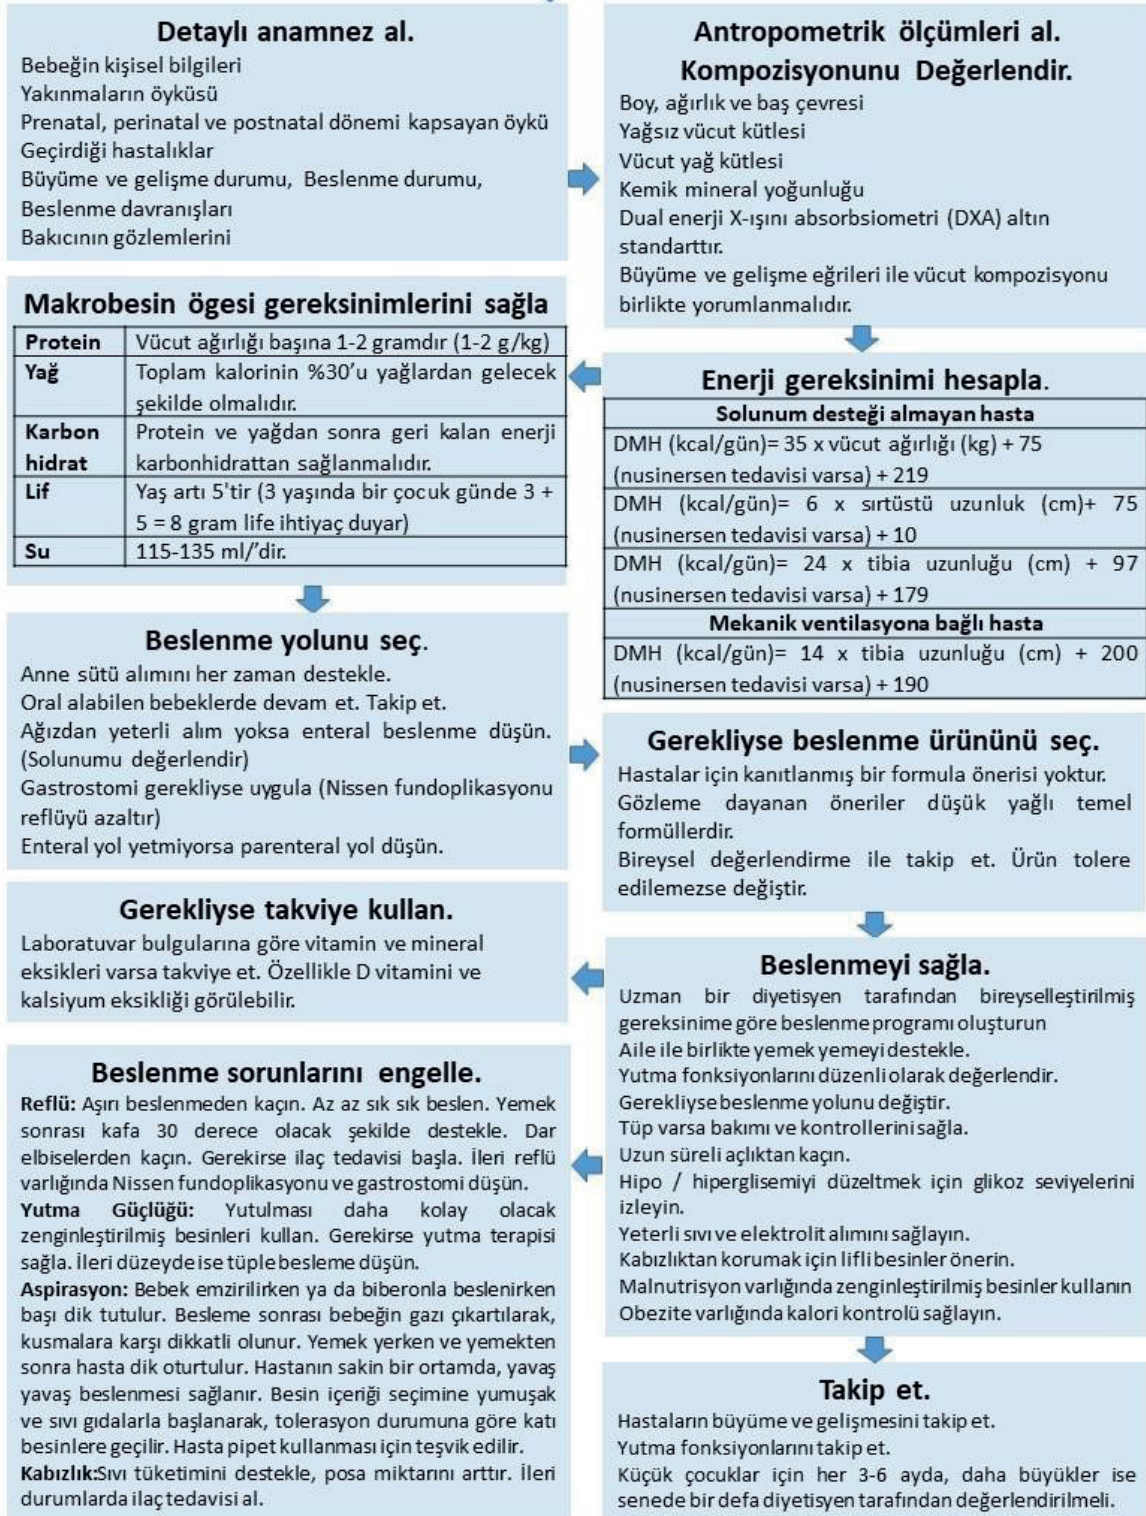 Detaylı anamnez al.
Bebeğin kişisel bilgileri
Yakınmaların öyküsü
Prenatal, perinatal ve postnatal dönemi kapsayan öykü
Geçirdiği hastalıklar
Büyüme ve gelişme durumu, Beslenme durumu,
Beslenme davranışları
Bakıcının gözlemlerini
Antropometrik ölçümleri al.
Kompozisyonunu Değerlendir.
Boy, ağırlık ve baş çevresi
Yağsız vücut kütlesi
Vücut yağ kütlesi
Kemik mineral yoğunluğu
Dual enerji X-ışını absorbsiometri (DXA) altın
standarttır.
Büyüme ve gelişme eğrileri ile vücut kompozisyonu
birlikte yorumlanmalıdır.
Enerji gereksinimi hesapla.
Solunum desteği almayan hasta
DMH (kcal/gün)= 35 x vücut ağırlığı (kg) + 75
(nusinersen tedavisi varsa) + 219
DMH (kcal/gün)= 6 x sırtüstü uzunluk (cm)+ 75
(nusinersen tedavisi varsa) + 10
DMH (kcal/gün)= 24 x tibia uzunluğu (cm) + 97
(nusinersen tedavisi varsa) + 179
Mekanik ventilasyona bağlı hasta
DMH (kcal/gün)= 14 x tibia uzunluğu (cm) + 200
(nusinersen tedavisi varsa) + 190
Makrobesin ögesi gereksinimlerini sağla
Protein Vücut ağırlığı başına 1-2 gramdır (1-2 g/kg)
Yağ Toplam kalorinin %30’u yağlardan gelecek
şekilde olmalıdır.
Karbon Protein ve yağdan sonra geri kalan enerji
hidrat karbonhidrattan sağlanmalıdır.
Lif Yaş artı 5'tir (3 yaşında bir çocuk günde 3 +
5 = 8 gram life ihtiyaç duyar)
Su 115-135 ml/’dir.
Beslenme yolunu seç.
Anne sütü alımını her zaman destekle.
Oral alabilen bebeklerde devam et. Takip et.
Ağızdan yeterli alım yoksa enteral beslenme düşün.
(Solunumu değerlendir)
Gastrostomi gerekliyse uygula (Nissen fundoplikasyonu
reflüyü azaltır)
Enteral yol yetmiyorsa parenteral yol düşün.
Gerekliyse beslenme ürününü seç.
Hastalar için kanıtlanmış bir formula önerisi yoktur.
Gözleme dayanan öneriler düşük yağlı temel
formüllerdir.
Bireysel değerlendirme ile takip et. Ürün tolere
edilemezse değiştir.
Beslenmeyi sağla.
Uzman bir diyetisyen tarafından bireyselleştirilmiş
gereksinime göre beslenme programı oluşturun
Aile ile birlikte yemek yemeyi destekle.
Yutma fonksiyonlarını düzenli olarak değerlendir.
Gerekliyse beslenme yolunu değiştir.
Tüp varsa bakımı ve kontrollerini sağla.
Uzun süreli açlıktan kaçın.
Hipo / hiperglisemiyi düzeltmek için glikoz seviyelerini
izleyin.
Yeterli sıvı ve elektrolit alımını sağlayın.
Kabızlıktan korumak için lifli besinler önerin.
Malnutrisyon varlığında zenginleştirilmiş besinler kullanın
Obezite varlığında kalori kontrolü sağlayın.
Gerekliyse takviye kullan.
Laboratuvar bulgularına göre vitamin ve mineral
eksikleri varsa takviye et. Özellikle D vitamini ve
kalsiyum eksikliği görülebilir.
Beslenme sorunlarını engelle.
Reflü: Aşırı beslenmeden kaçın. Az az sık sık beslen. Yemek
sonrası kafa 30 derece olacak şekilde destekle. Dar
elbiselerden kaçın. Gerekirse ilaç tedavisi başla. İleri reflü
varlığında Nissen fundoplikasyonu ve gastrostomi düşün.
Yutma Güçlüğü: Yutulması daha kolay olacak
zenginleştirilmiş besinleri kullan. Gerekirse yutma terapisi
sağla. İleri düzeyde ise tüple besleme düşün.
Aspirasyon: Bebek emzirilirken ya da biberonla beslenirken
başı dik tutulur. Besleme sonrası bebeğin gazı çıkartılarak,
kusmalara karşı dikkatli olunur. Yemek yerken ve yemekten
sonra hasta dik oturtulur. Hastanın sakin bir ortamda, yavaş
yavaş beslenmesi sağlanır. Besin içeriği seçimine yumuşak
ve sıvı gıdalarla başlanarak, tolerasyon durumuna göre katı
besinlere geçilir. Hasta pipet kullanması için teşvik edilir.
Kabızlık:Sıvı tüketimini destekle, posa miktarını arttır. İleri
durumlarda ilaç tedavisi al.
Takip et.
Hastaların büyüme ve gelişmesini takip et.
Yutma fonksiyonlarını takip et.
Küçük çocuklar için her 3-6 ayda, daha büyükler ise
senede bir defa diyetisyen tarafından değerlendirilmeli.